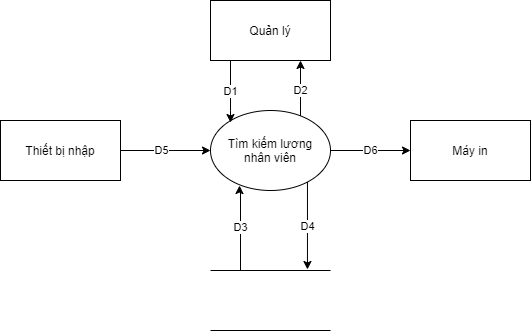 Quản lý
D1
D2
Thiết bị nhập
D5
Tìm kiếm lương
nhân viên
D6
Máy in
D3
D4